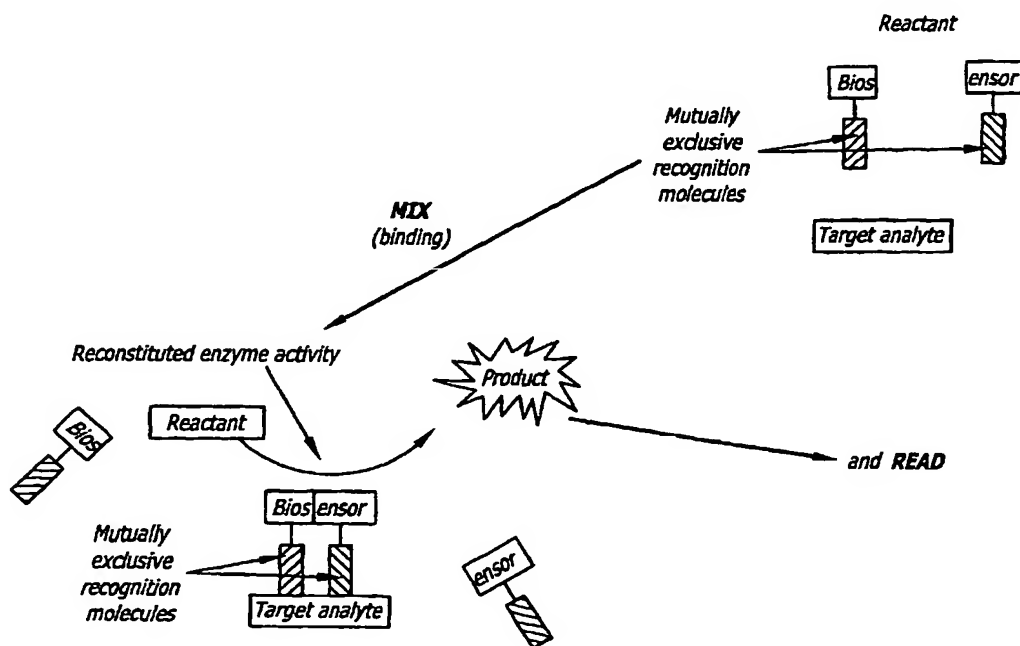 Reactant
Bios
ensor
Mutually
exclusive
recognition
molecules
Target analyte
MIX
(binding)
Reconstituted enzyme activity
Product
Reactant
Bios
and READ
Bios
ensor
Mutually
exclusive
recognition
molecules
Target analyte
ensor